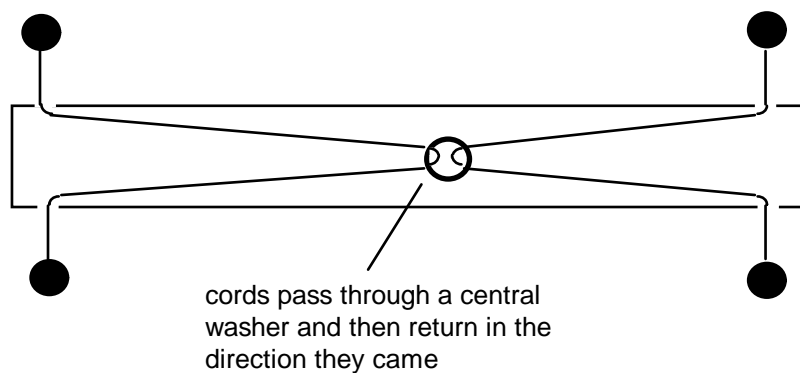 cords pass through a central
washer and then return in the
direction they came